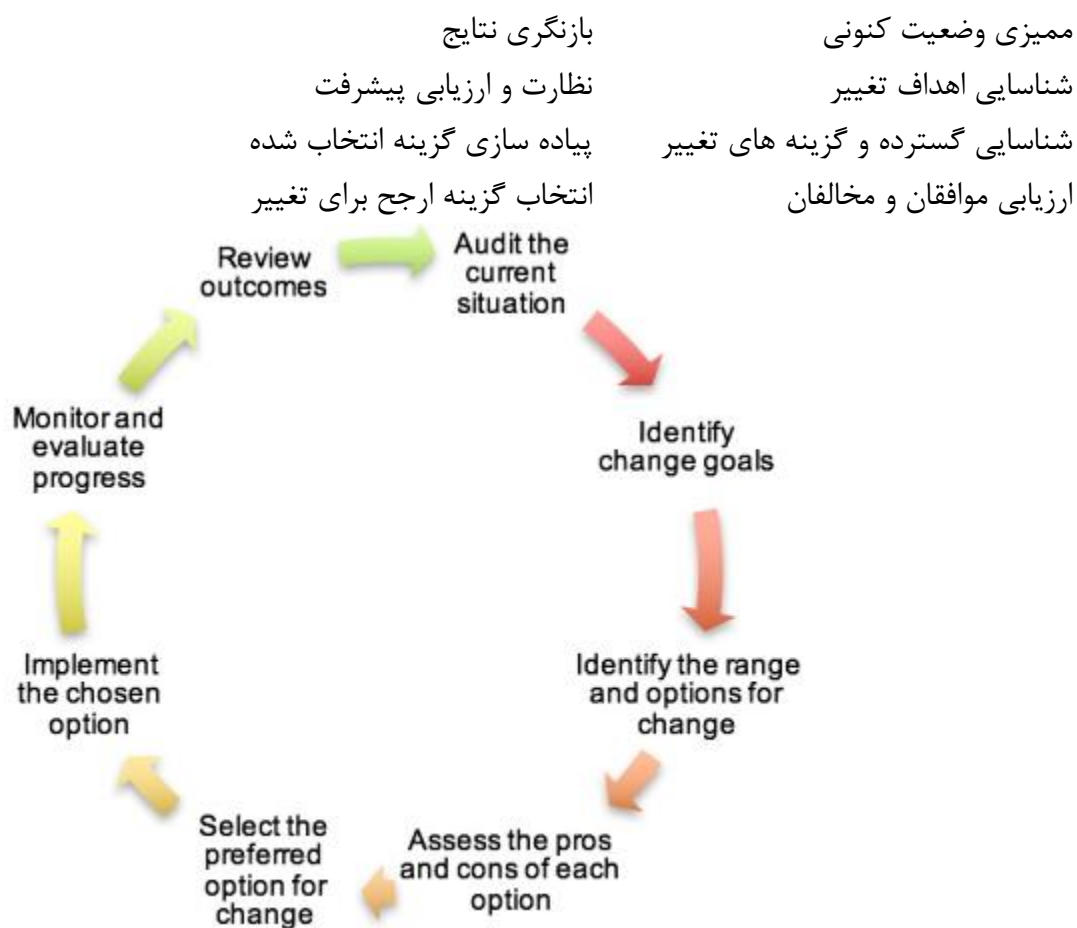 ممیزی وضعیت کنونی
شناسایی اهداف تغییر
شناسایی گسترده و گزینه های تغییر
ارزیابی موافقان و مخالفان
بازنگری نتایج
نظارت و ارزیابی پیشرفت
پیاده سازی گزینه انتخاب شده
انتخاب گزینه ارجح برای تغییر
Audit the
current
situation
Identify
change goals
Identify the range
and options for
change
Assess the pros
and cons of each
option
Select the
preferred
option for
change
Implement
the chosen
option
Monitor and
evaluate
progress
Review
outcomes